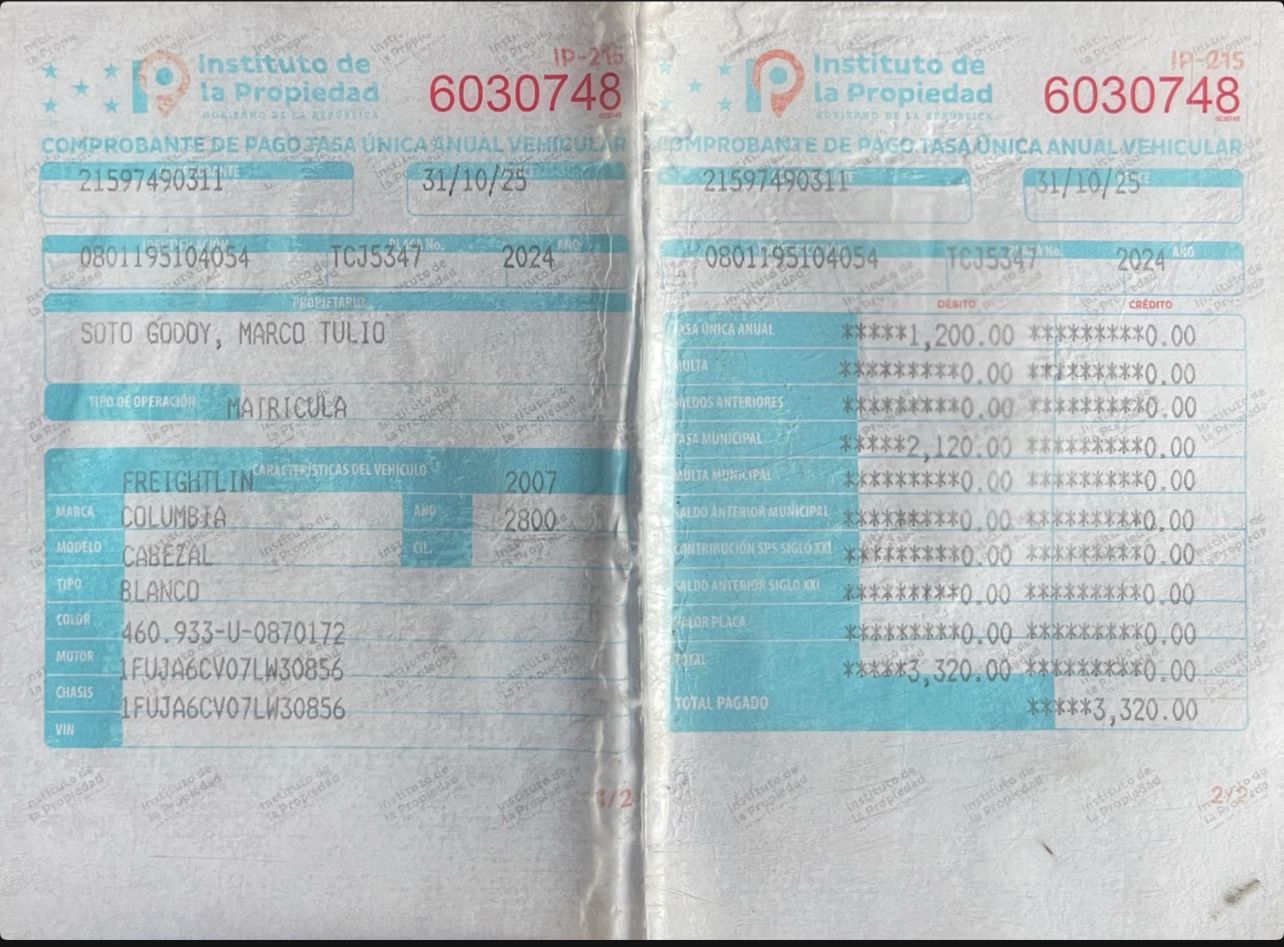 IP-215
Instituto de
la Propiedad
GOBIERNO DE LA REPÚBLICA
6030748
COMPROBANTE DE PAGO TASA ÚNICA ANUAL VEHICULAR
21597490311
31/10/25
IDENTIFICACIÓN PLACA No. AÑO
0801195104054 TCJ5347 2024
PROPIETARIO
SOTO GODOY, MARCO TULIO
TIPO DE OPERACIÓN MATRICULA
CARACTERÍSTICAS DEL VEHÍCULO
FREIGHTLIN 2007
MARCA COLUMBIA AÑO 2800
MODELO CABEZAL CIL.
TIPO BLANCO
COLOR 460.933-U-0870172
MOTOR 1FUJA6CV07LW30856
CHASIS 1FUJA6CV07LW30856
VIN
1/2
IP-215
Instituto de
la Propiedad
GOBIERNO DE LA REPÚBLICA
6030748
COMPROBANTE DE PAGO TASA ÚNICA ANUAL VEHICULAR
21597490311
31/10/25
No. AÑO
0801195104054 TCJ5347 2024
DÉBITO CRÉDITO
TASA ÚNICA ANUAL *****1,200.00 *********0.00
MULTA *********0.00 *********0.00
SALDOS ANTERIORES *********0.00 *********0.00
TASA MUNICIPAL *****2,120.00 *********0.00
MULTA MUNICIPAL *********0.00 *********0.00
SALDO ANTERIOR MUNICIPAL *********0.00 *********0.00
CONTRIBUCIÓN SPS SIGLO XXI *********0.00 *********0.00
SALDO ANTERIOR SIGLO XXI *********0.00 *********0.00
VALOR PLACA *********0.00 *********0.00
TOTAL *****3,320.00 *********0.00
TOTAL PAGADO *****3,320.00
2/2